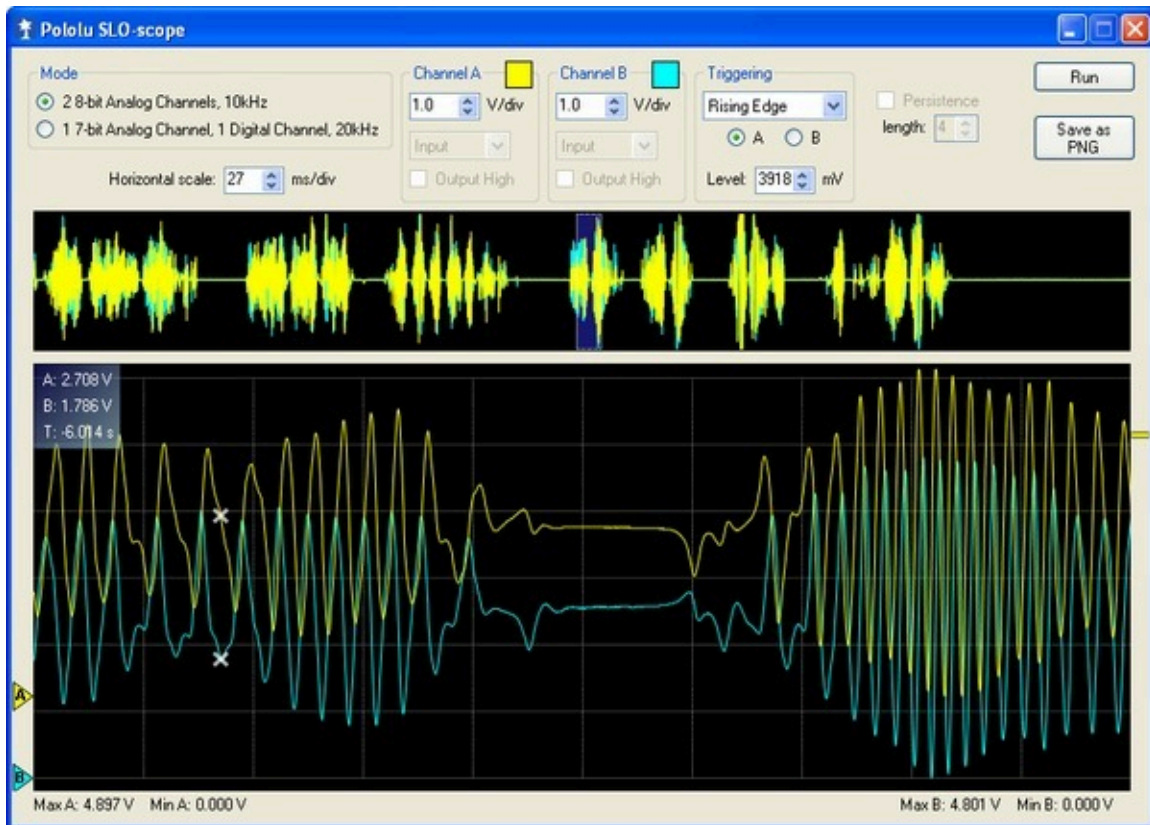 Pololu SLO-scope
Mode
2 8-bit Analog Channels, 10kHz
1 7-bit Analog Channel, 1 Digital Channel, 20kHz
Horizontal scale: 27 ms/div
Channel A
1.0 V/div
Input
Output High
Channel B
1.0 V/div
Input
Output High
Triggering
Rising Edge
A B
Level: 3918 mV
Persistence
length: 4
Run
Save as
PNG
A: 2.708 V
B: 1.786 V
T: -6.014 s
A
B
Max A: 4.897 V Min A: 0.000 V
Max B: 4.801 V Min B: 0.000 V